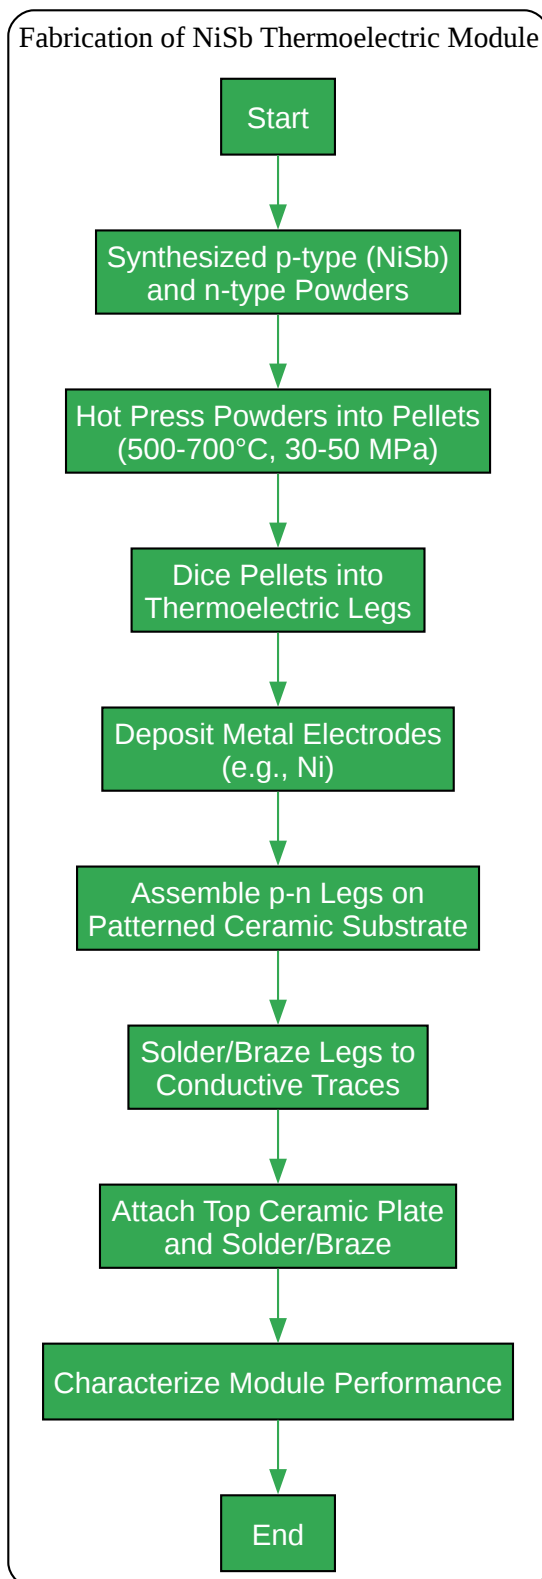 Fabrication of NiSb Thermoelectric Module
Start
Synthesized p-type (NiSb)
and n-type Powders
Hot Press Powders into Pellets
(500-700°C, 30-50 MPa)
Dice Pellets into
Thermoelectric Legs
Deposit Metal Electrodes
(e.g., Ni)
Assemble p-n Legs on
Patterned Ceramic Substrate
Solder/Braze Legs to
Conductive Traces
Attach Top Ceramic Plate
and Solder/Braze
Characterize Module Performance
End